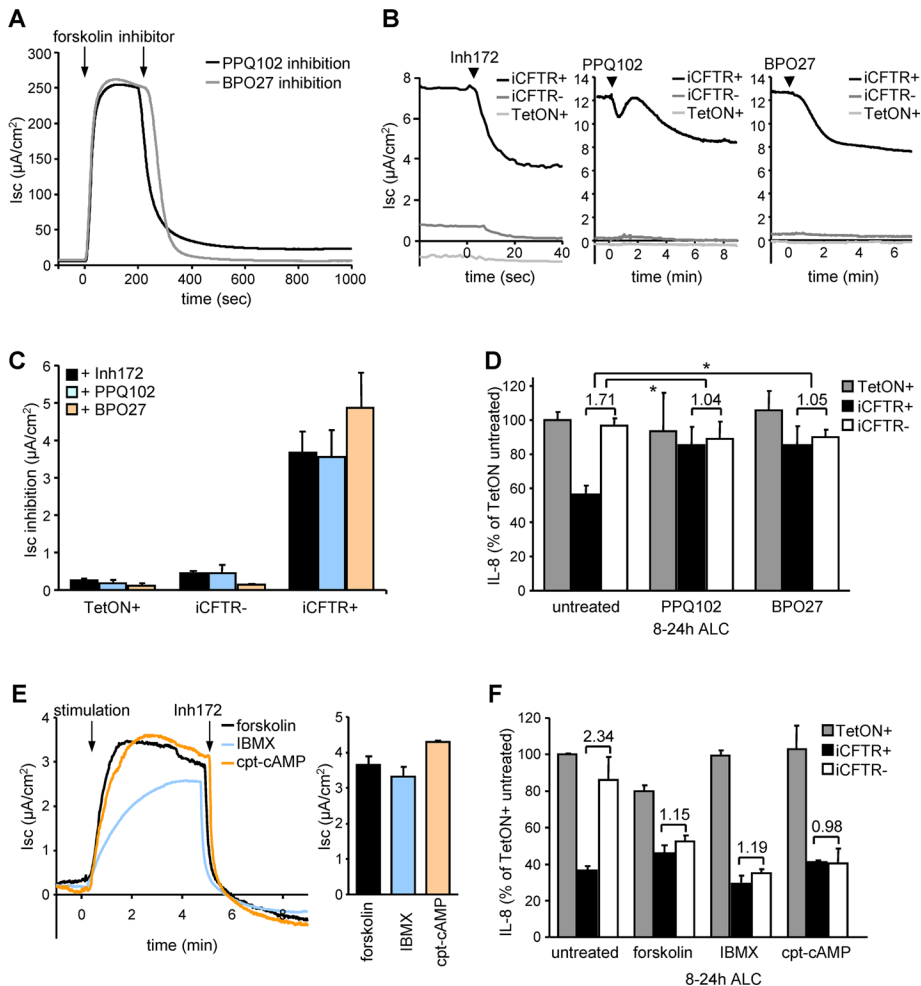 A
forskolin inhibitor
PPQ102 inhibition
BPO27 inhibition
Isc (µA/cm²)
300
250
200
150
100
50
0
0 200 400 600 800 1000
time (sec)
B
Inh172
iCFTR+
iCFTR-
TetON+
Isc (µA/cm²)
8
6
4
2
0
0 20 40
time (sec)
PPQ102
iCFTR+
iCFTR-
TetON+
14
12
10
8
6
4
2
0
0 2 4 6 8
time (min)
BPO27
iCFTR+
iCFTR-
TetON+
14
12
10
8
6
4
2
0
0 2 4 6
time (min)
C
+ Inh172
+ PPQ102
+ BPO27
Isc inhibition (µA/cm²)
6
5
4
3
2
1
0
TetON+ iCFTR- iCFTR+
D
TetON+
iCFTR+
iCFTR-
IL-8 (% of TetON untreated)
120
100
80
60
40
20
0
*
*
1.71 1.04 1.05
untreated PPQ102 BPO27
8-24h ALC
E
stimulation Inh172
forskolin
IBMX
cpt-cAMP
Isc (µA/cm²)
4
3
2
1
0
0 2 4 6 8
time (min)
Isc (µA/cm²)
5
4
3
2
1
0
forskolin
IBMX
cpt-cAMP
F
TetON+
iCFTR+
iCFTR-
IL-8 (% of TetON+ untreated)
120
100
80
60
40
20
0
2.34
1.15
1.19
0.98
untreated forskolin IBMX cpt-cAMP
8-24h ALC